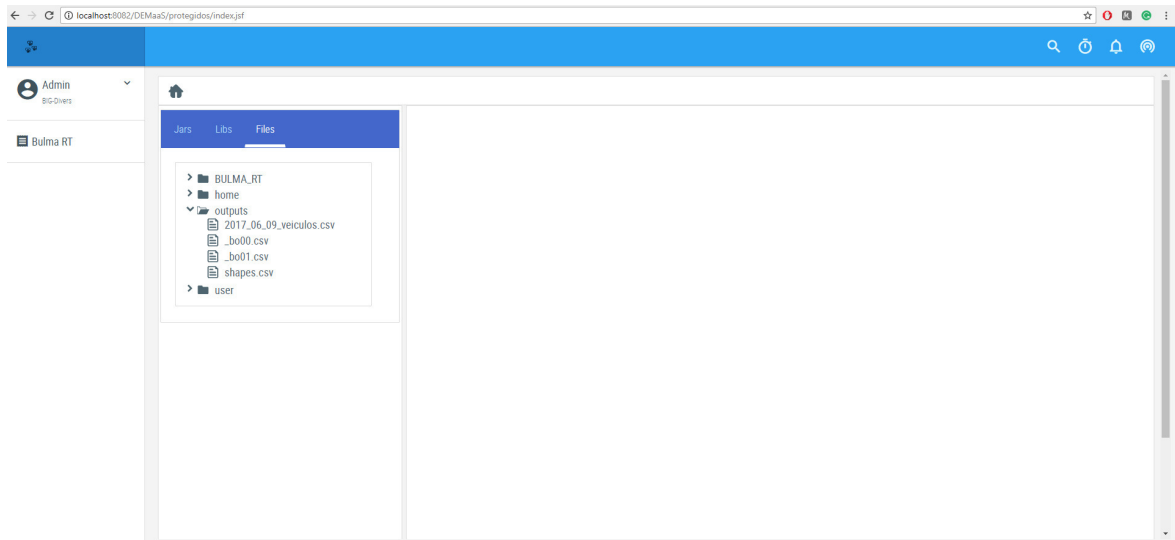 localhost:8082/DEMaaS/protegidos/index.jsf
Admin
BIG-Divers
Bulma RT
Jars Libs Files
BULMA_RT
home
outputs
2017_06_09_veiculos.csv
_bo00.csv
_bo01.csv
shapes.csv
user